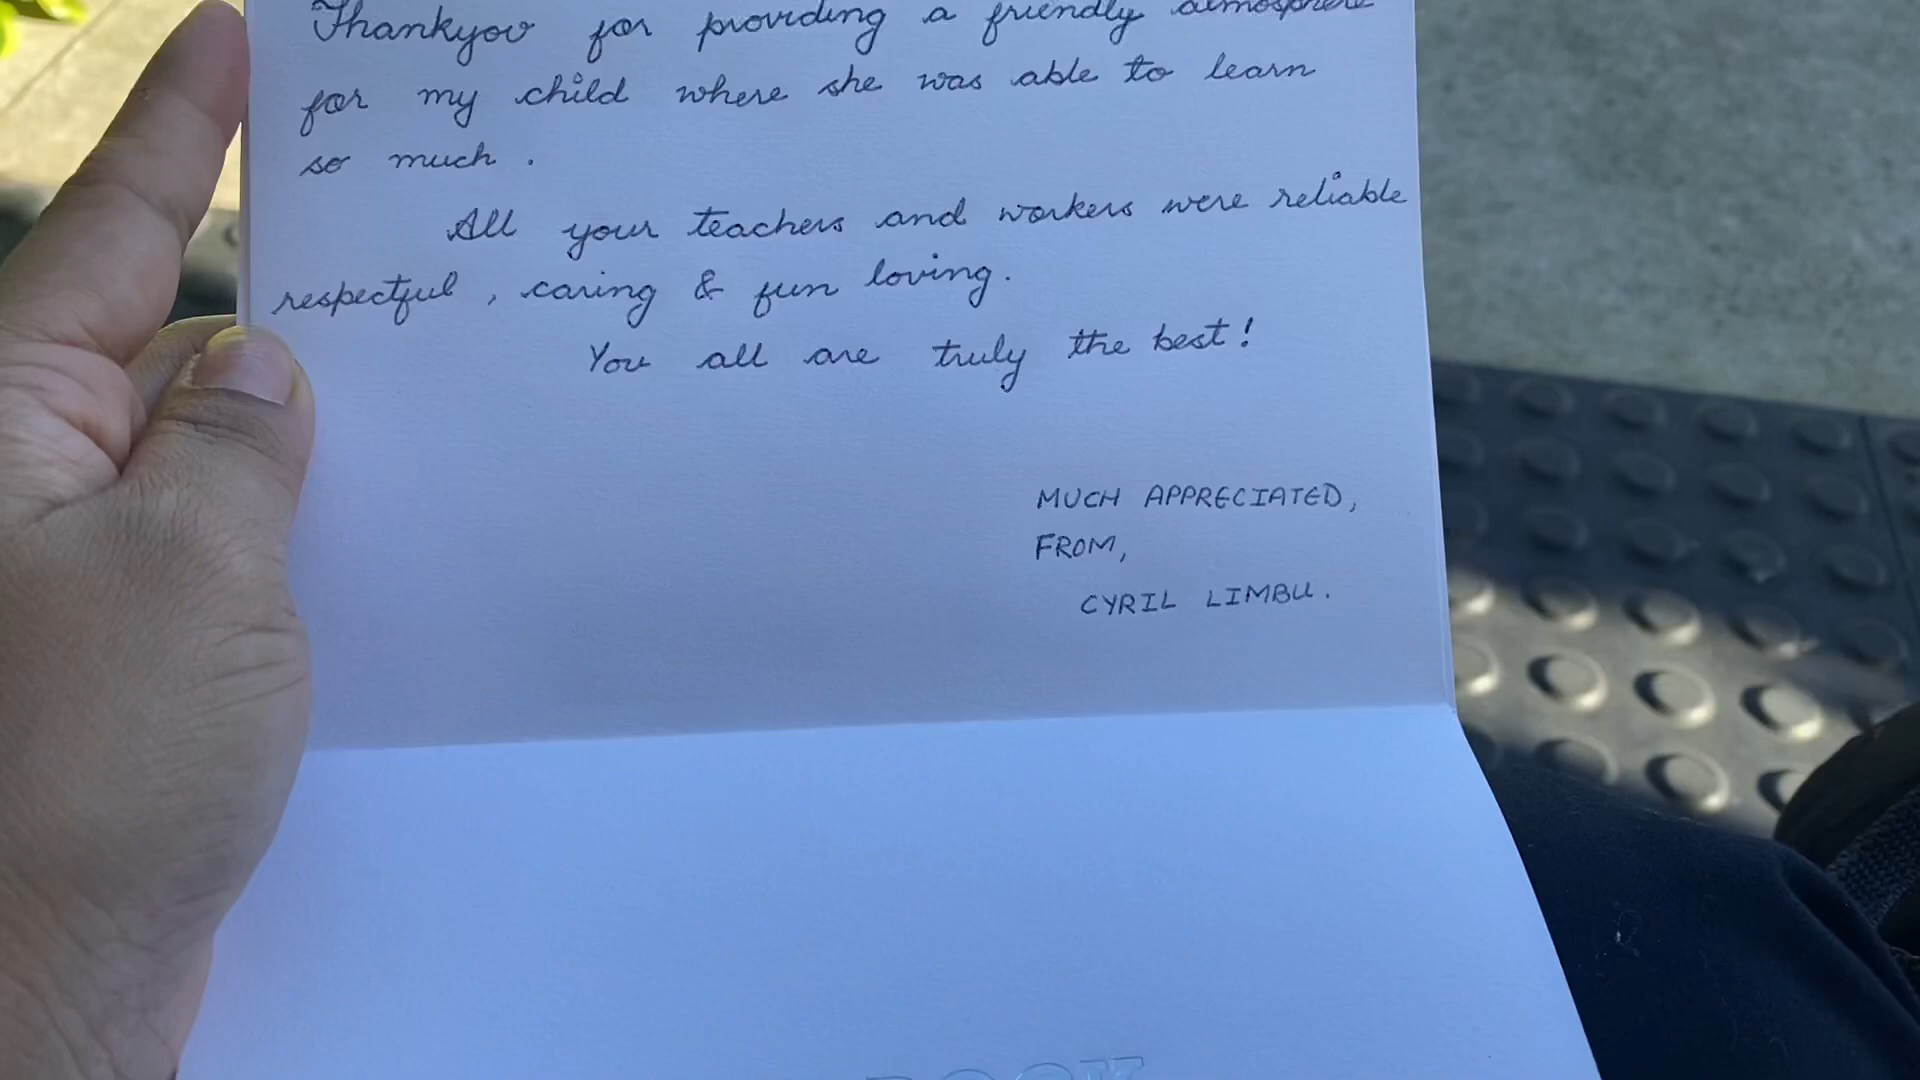 Thankyou for providing a friendly atmosphere
for my child where she was able to learn
so much .
All your teachers and workers were reliable
respectful , caring & fun loving.
You all are truly the best!
MUCH APPRECIATED,
FROM,
CYRIL LIMBU.